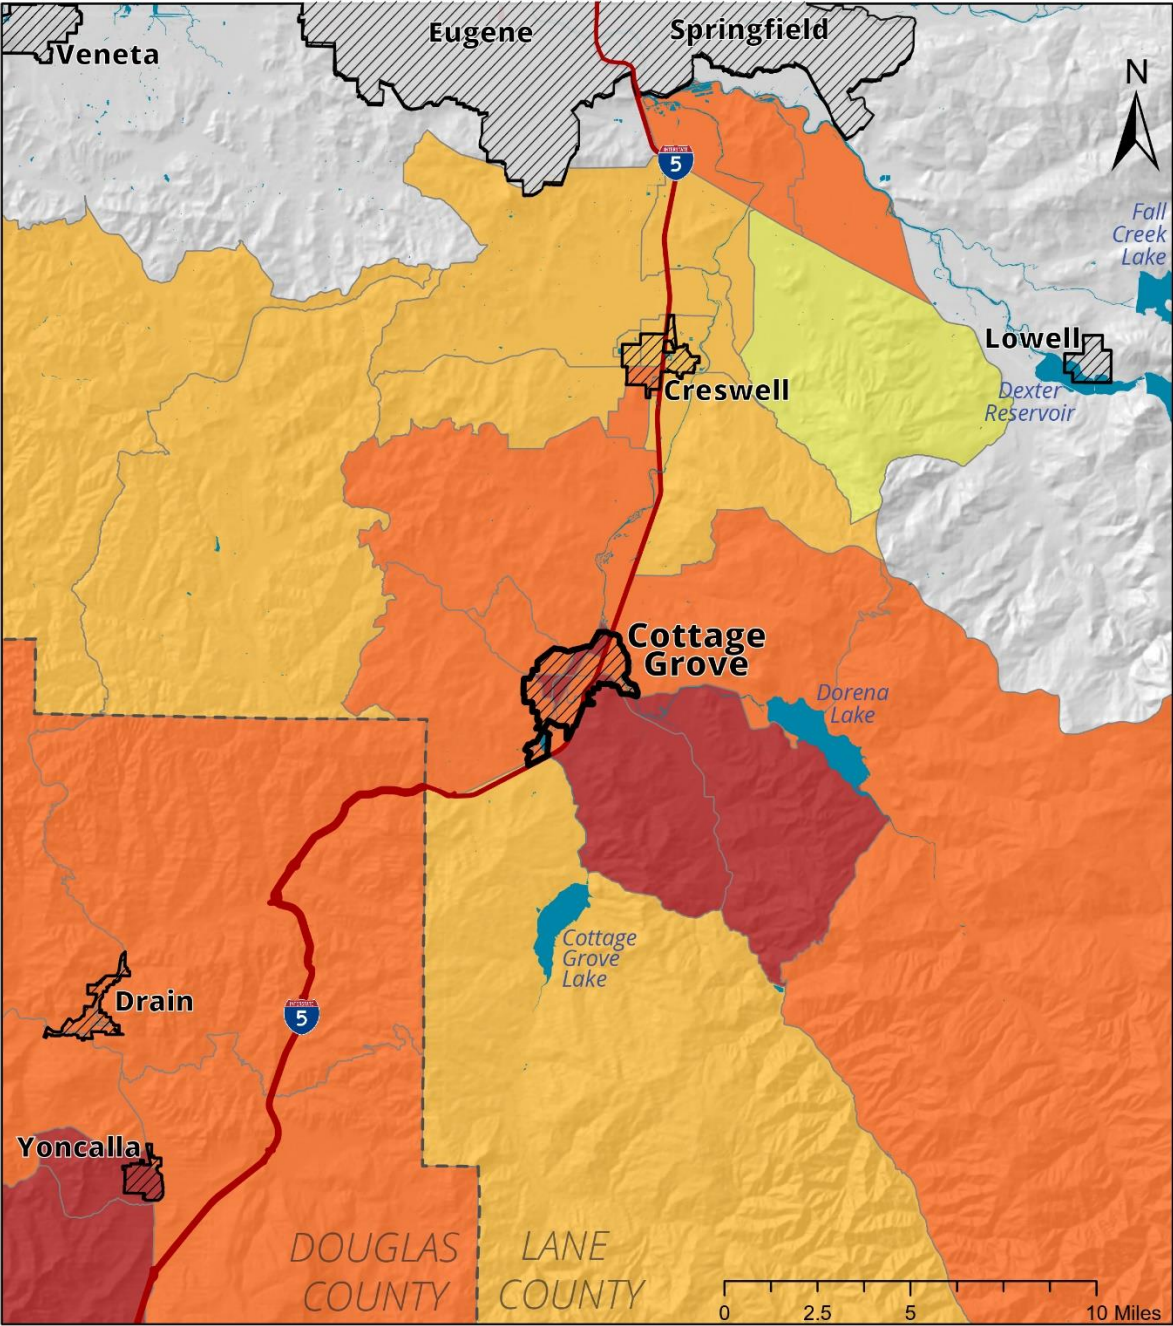 Eugene
Springfield
Veneta
N
5
Fall
Creek
Lake
Lowell
Dexter
Reservoir
Creswell
Cottage
Grove
Dorena
Lake
Cottage
Grove
Lake
Drain
5
Yoncalla
DOUGLAS
COUNTY
LANE
COUNTY
0 2.5 5 10 Miles